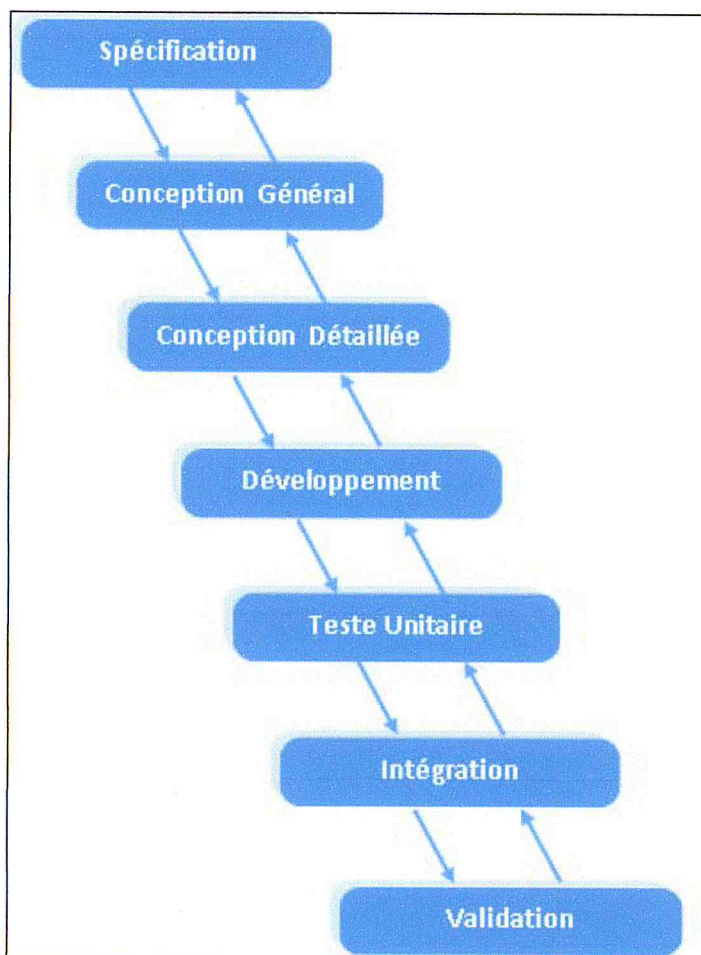 Spécification
Conception Général
Conception Détaillée
Développement
Teste Unitaire
Intégration
Validation